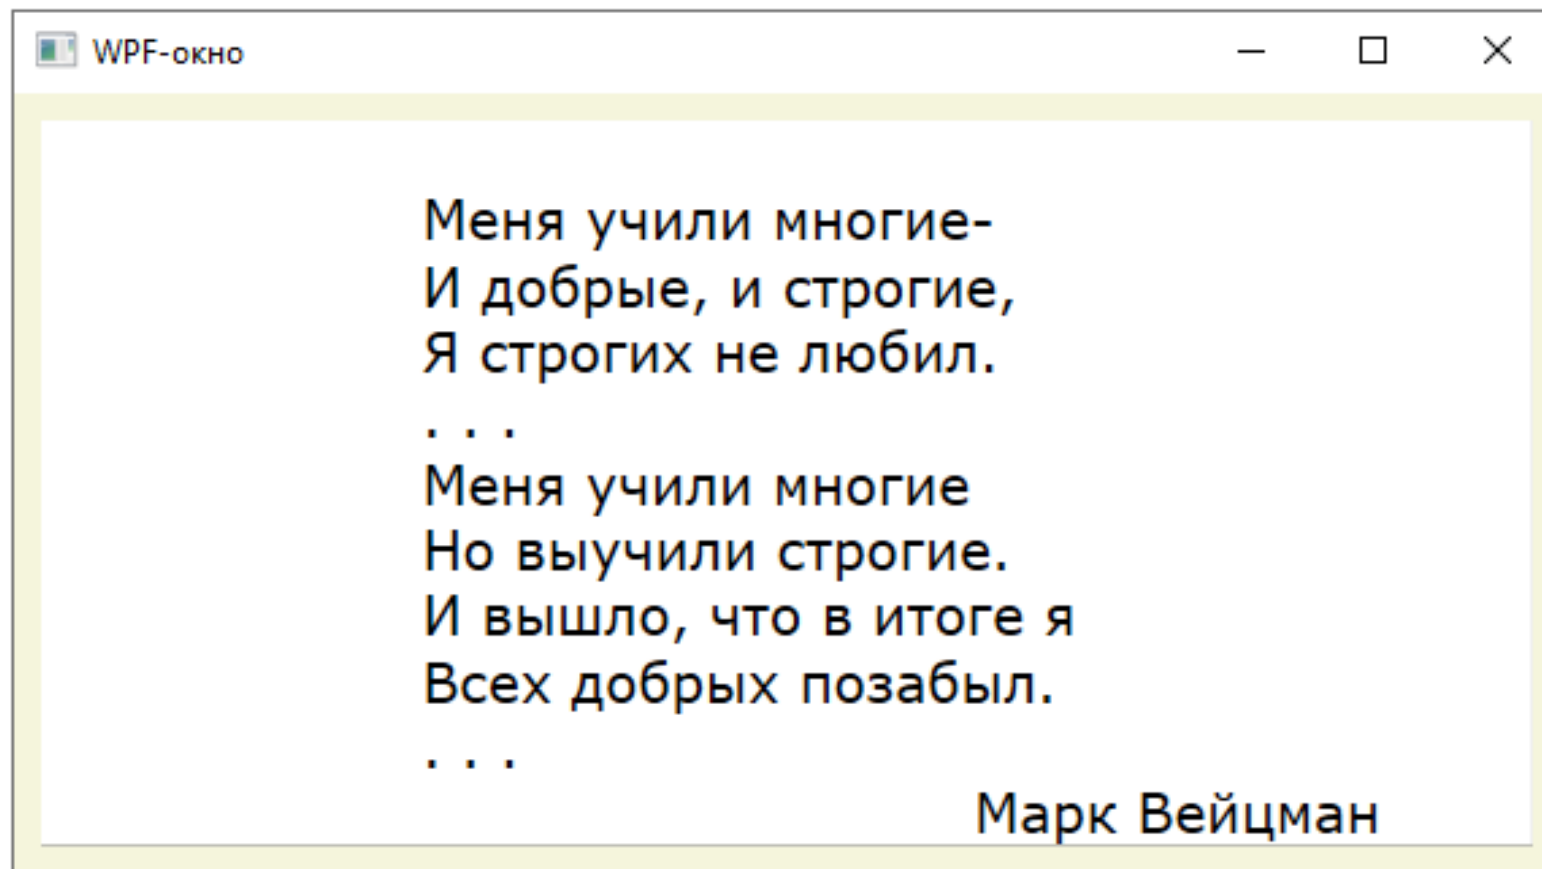 WPF-окно
Меня учили многие-
И добрые, и строгие,
Я строгих не любил.
. . .
Меня учили многие
Но выучили строгие.
И вышло, что в итоге я
Всех добрых позабыл.
. . .
Марк Вейцман